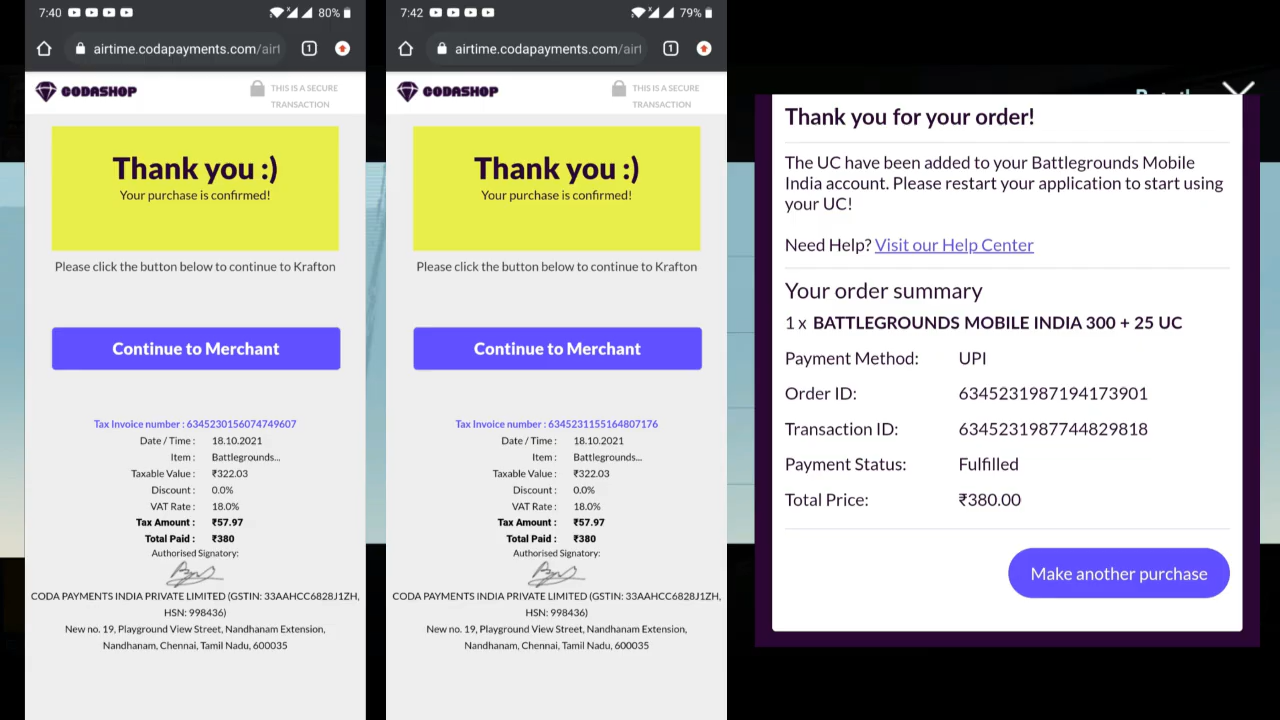 7:40
80%
airtime.codapayments.com/airt
1
CODASHOP
THIS IS A SECURE
TRANSACTION
Thank you :)
Your purchase is confirmed!
Please click the button below to continue to Krafton
Continue to Merchant
Tax Invoice number : 6345230156074749607
Date / Time : 18.10.2021
Item : Battlegrounds...
Taxable Value : ₹322.03
Discount : 0.0%
VAT Rate : 18.0%
Tax Amount : ₹57.97
Total Paid : ₹380
Authorised Signatory:
CODA PAYMENTS INDIA PRIVATE LIMITED (GSTIN: 33AAHCC6828J1ZH,
HSN: 998436)
New no. 19, Playground View Street, Nandhanam Extension,
Nandhanam, Chennai, Tamil Nadu, 600035
7:42
79%
airtime.codapayments.com/airt
1
CODASHOP
THIS IS A SECURE
TRANSACTION
Thank you :)
Your purchase is confirmed!
Please click the button below to continue to Krafton
Continue to Merchant
Tax Invoice number : 6345231155164807176
Date / Time : 18.10.2021
Item : Battlegrounds...
Taxable Value : ₹322.03
Discount : 0.0%
VAT Rate : 18.0%
Tax Amount : ₹57.97
Total Paid : ₹380
Authorised Signatory:
CODA PAYMENTS INDIA PRIVATE LIMITED (GSTIN: 33AAHCC6828J1ZH,
HSN: 998436)
New no. 19, Playground View Street, Nandhanam Extension,
Nandhanam, Chennai, Tamil Nadu, 600035
Thank you for your order!
The UC have been added to your Battlegrounds Mobile
India account. Please restart your application to start using
your UC!
Need Help? Visit our Help Center
Your order summary
1 x BATTLEGROUNDS MOBILE INDIA 300 + 25 UC
Payment Method: UPI
Order ID: 6345231987194173901
Transaction ID: 6345231987744829818
Payment Status: Fulfilled
Total Price: ₹380.00
Make another purchase